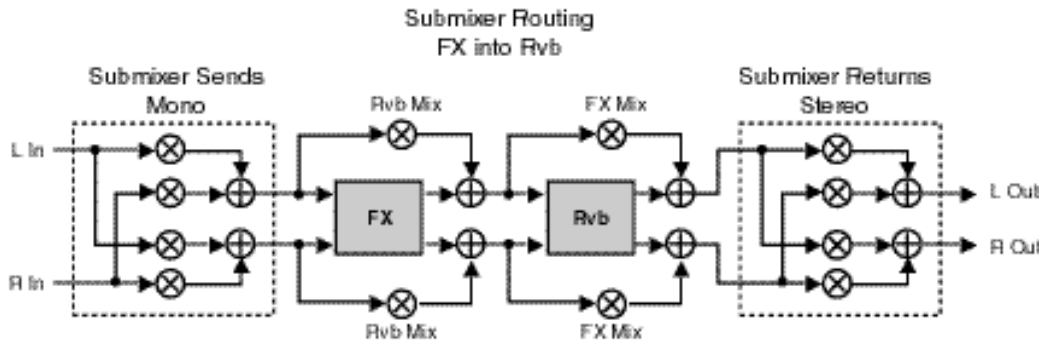 Submixer Routing
FX into Rvb
Submixer Sends
Mono
Submixer Returns
Stereo
Rvb Mix
FX Mix
L In
R In
FX
Rvb
L Out
R Out
Rvb Mix
FX Mix